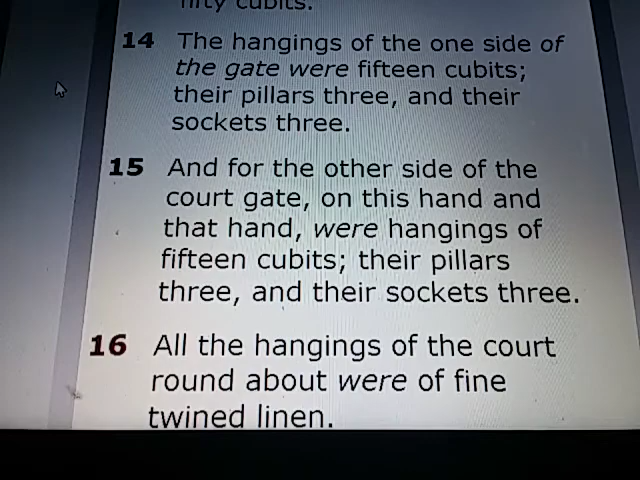 fifty cubits.
14 The hangings of the one side of
the gate were fifteen cubits;
their pillars three, and their
sockets three.
15 And for the other side of the
court gate, on this hand and
that hand, were hangings of
fifteen cubits; their pillars
three, and their sockets three.
16 All the hangings of the court
round about were of fine
twined linen.